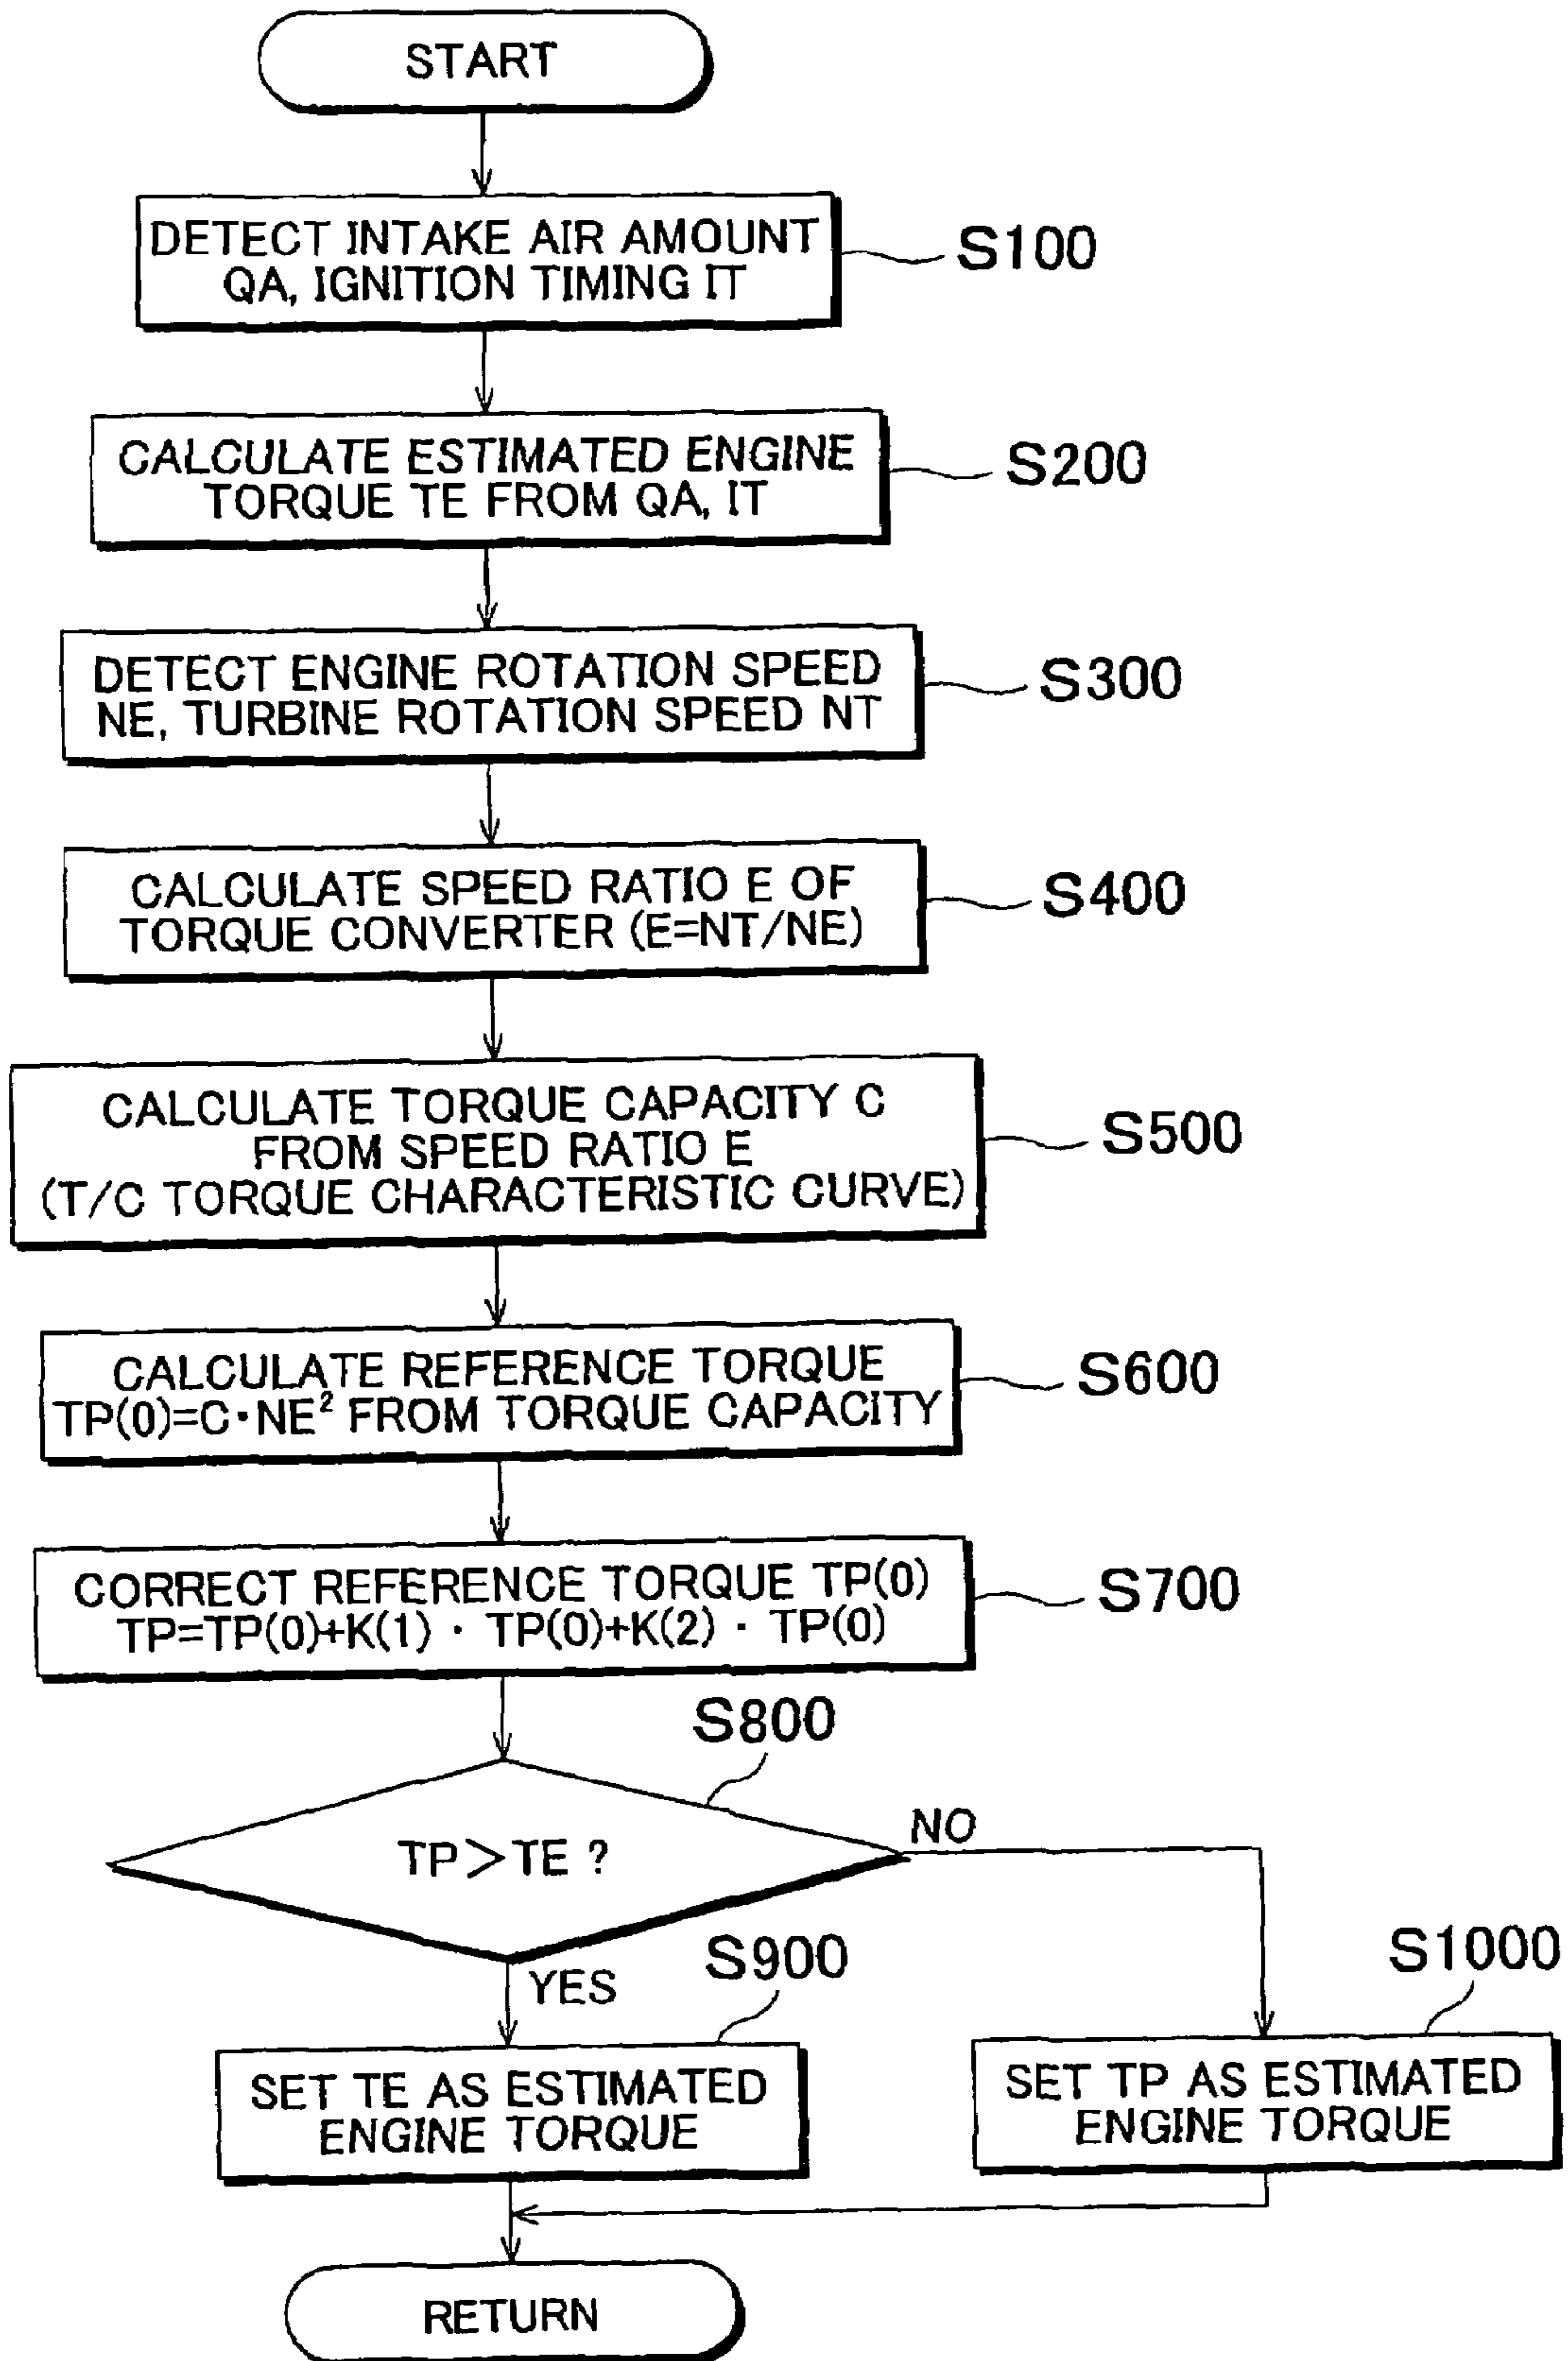 START
DETECT INTAKE AIR AMOUNT
QA, IGNITION TIMING IT
S100
CALCULATE ESTIMATED ENGINE
TORQUE TE FROM QA, IT
S200
DETECT ENGINE ROTATION SPEED
NE, TURBINE ROTATION SPEED NT
S300
CALCULATE SPEED RATIO E OF
TORQUE CONVERTER (E=NT/NE)
S400
CALCULATE TORQUE CAPACITY C
FROM SPEED RATIO E
(T/C TORQUE CHARACTERISTIC CURVE)
S500
CALCULATE REFERENCE TORQUE
TP(0)=C·NE² FROM TORQUE CAPACITY
S600
CORRECT REFERENCE TORQUE TP(0)
TP=TP(0)+K(1) · TP(0)+K(2) · TP(0)
S700
S800
TP>TE ?
NO
YES
S900
S1000
SET TE AS ESTIMATED
ENGINE TORQUE
SET TP AS ESTIMATED
ENGINE TORQUE
RETURN